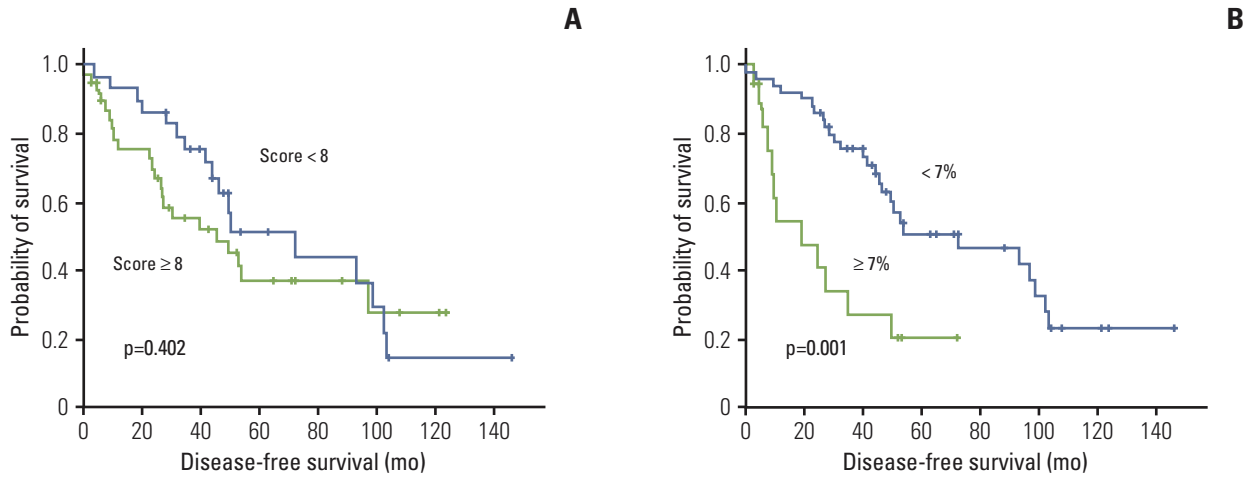 A
Probability of survival
1.0
0.8
0.6
0.4
0.2
0
Score < 8
Score ≥ 8
p=0.402
0 20 40 60 80 100 120 140
Disease-free survival (mo)
B
Probability of survival
1.0
0.8
0.6
0.4
0.2
0
< 7%
≥ 7%
p=0.001
0 20 40 60 80 100 120 140
Disease-free survival (mo)